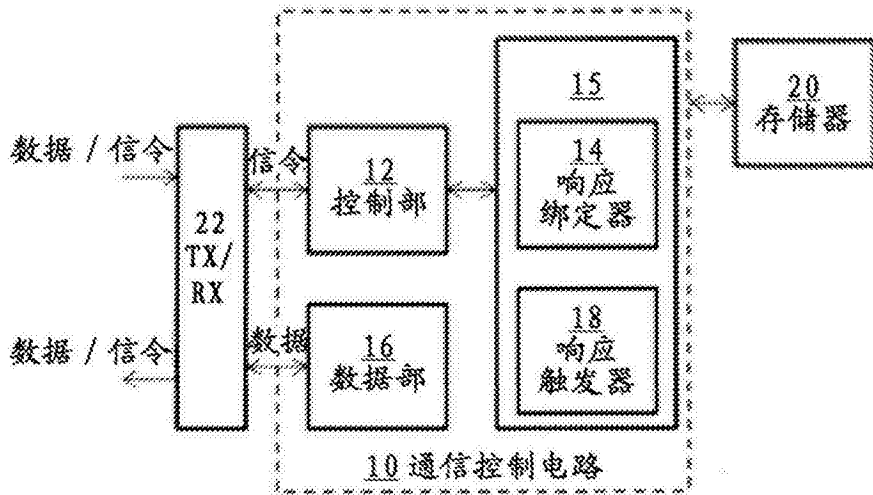 数据 / 信令
22
TX/
RX
数据 / 信令
信令
数据
12
控制部
16
数据部
15
14
响应
绑定器
18
响应
触发器
10 通信控制电路
20
存储器